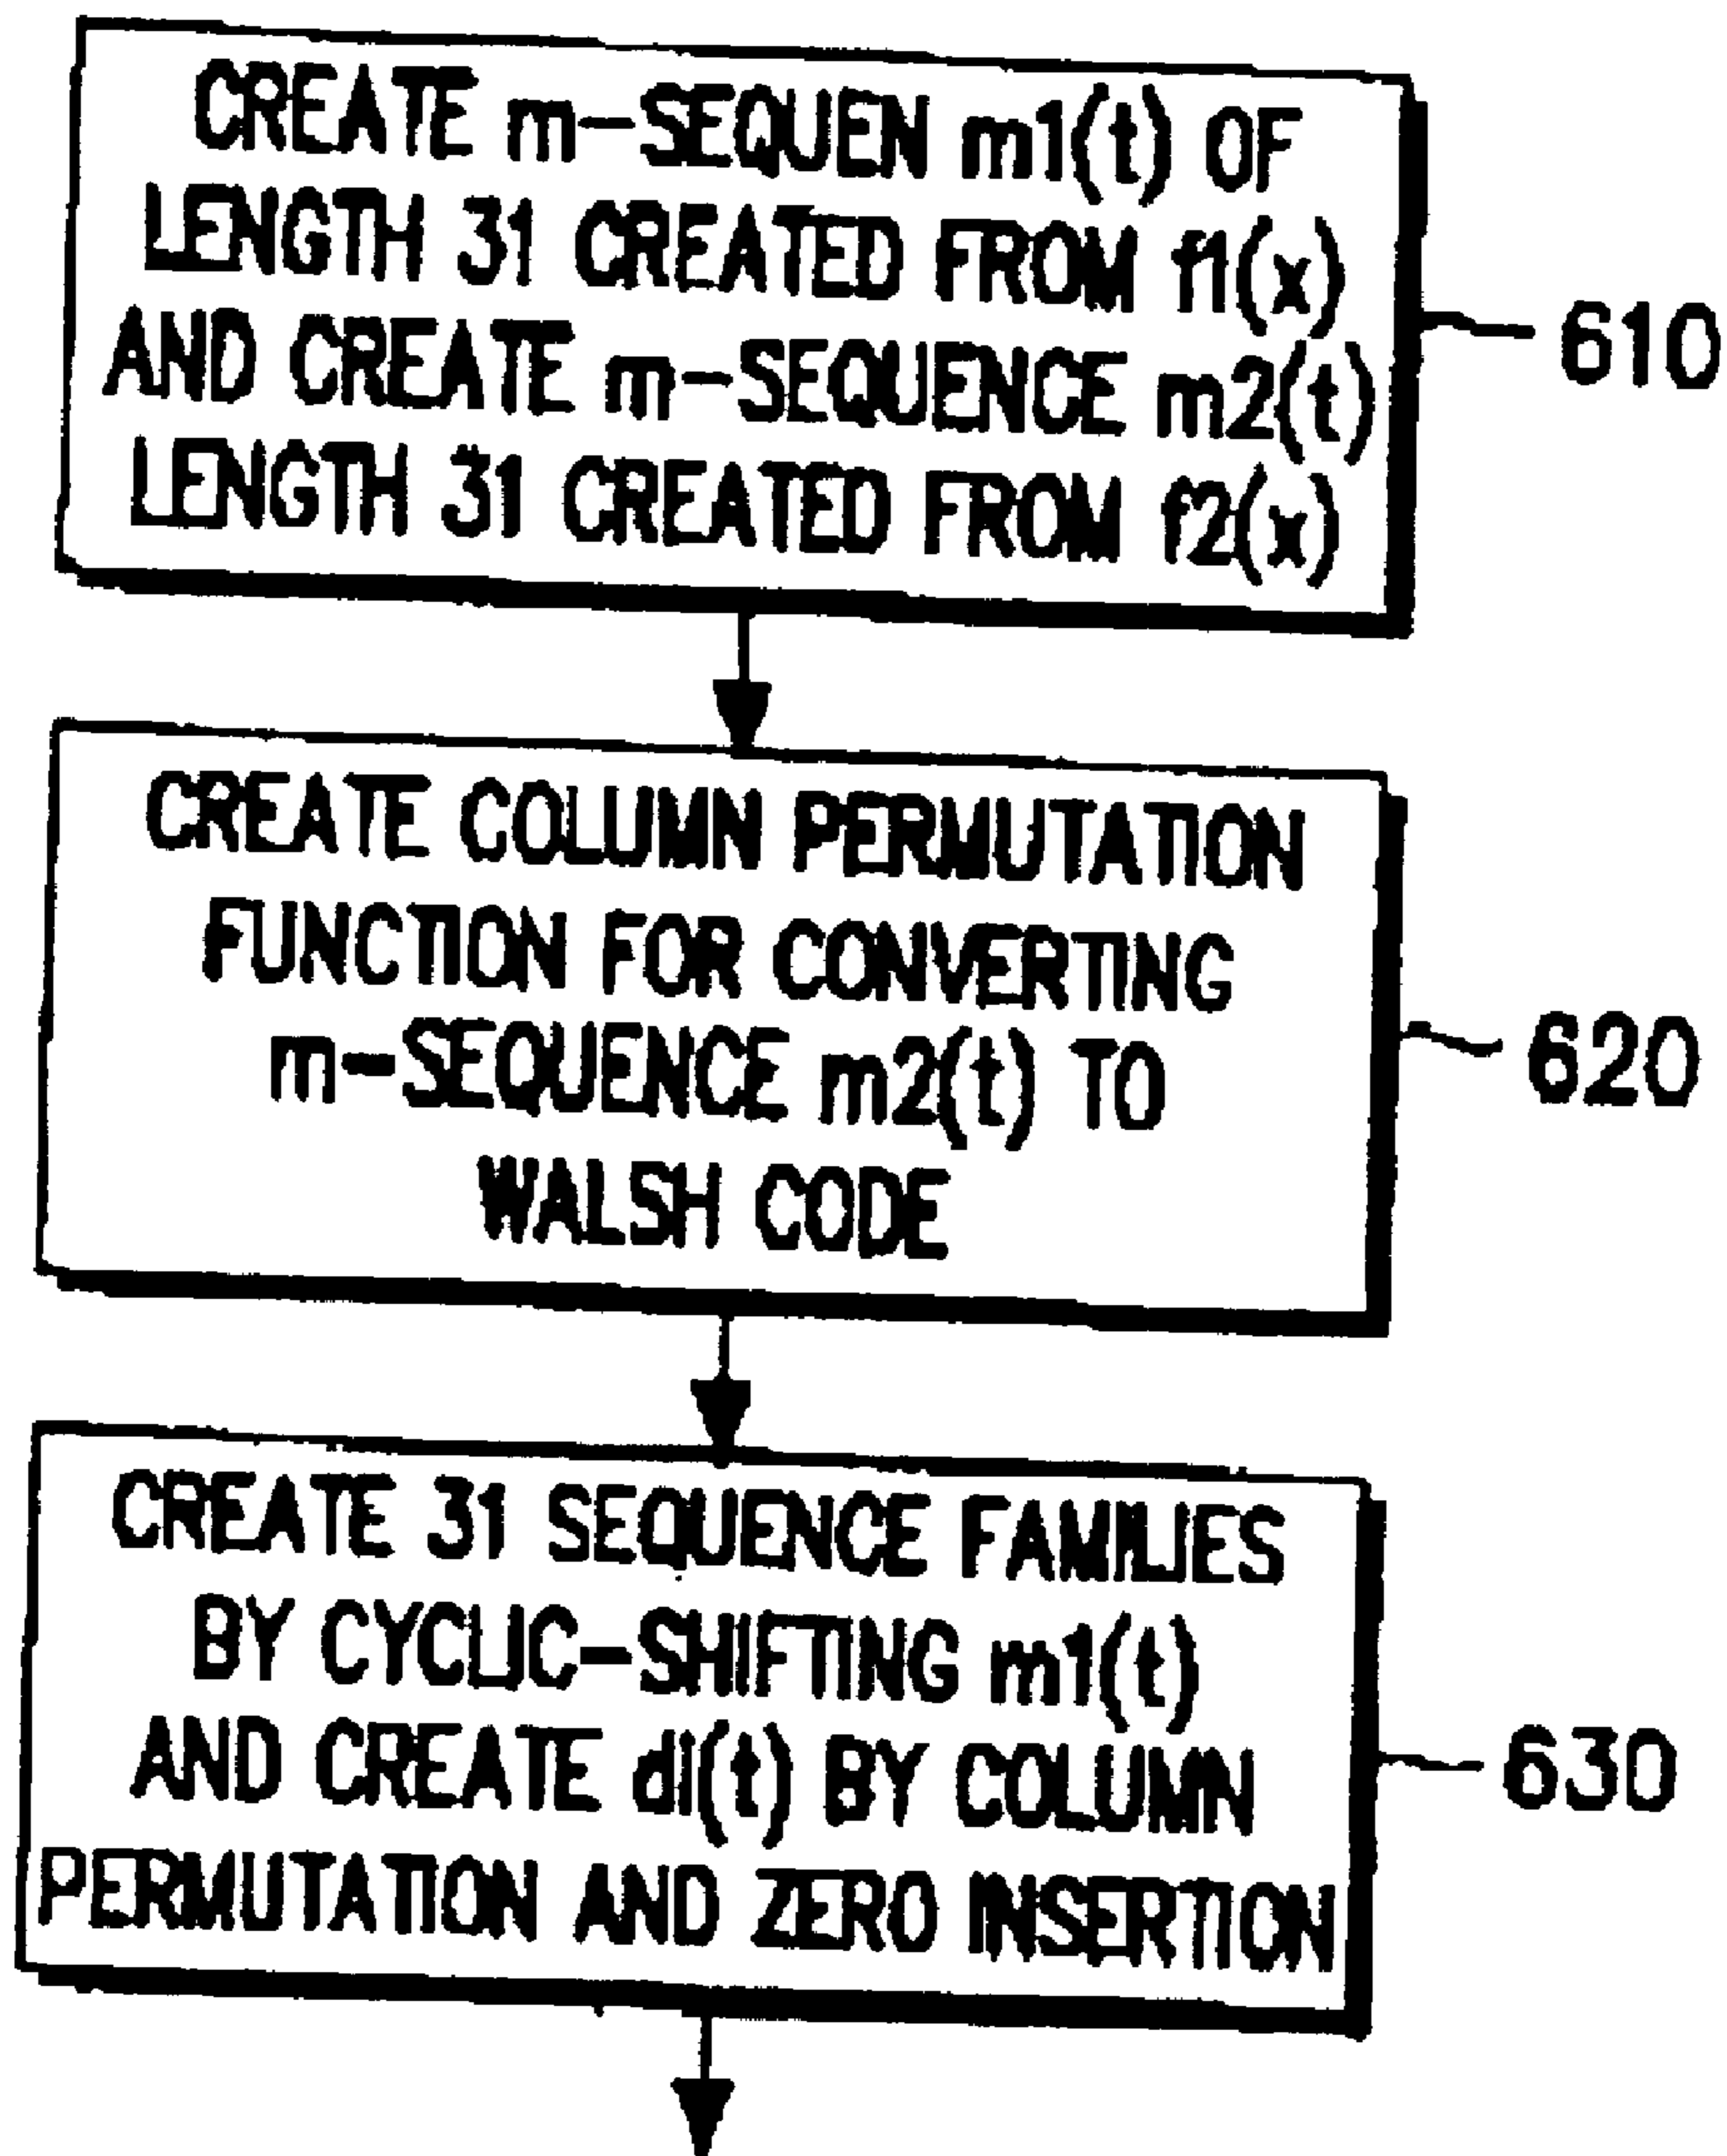 CREATE m-SEQUEN m1(t) OF
LENGTH 31 CREATED FROM f1(x)
AND CREATE m-SEQUENCE m2(t)
LENGTH 31 CREATED FROM f2(x)
610
CREATE COLUMN PERMUTATION
FUNCTION FOR CONVERTING
m-SEQUENCE m2(t) TO
WALSH CODE
620
CREATE 31 SEQUENCE FAMILIES
BY CYCLIC-SHIFTING m1(t)
AND CREATE di(t) BY COLUMN
PERMUTATION AND ZERO INSERTION
630